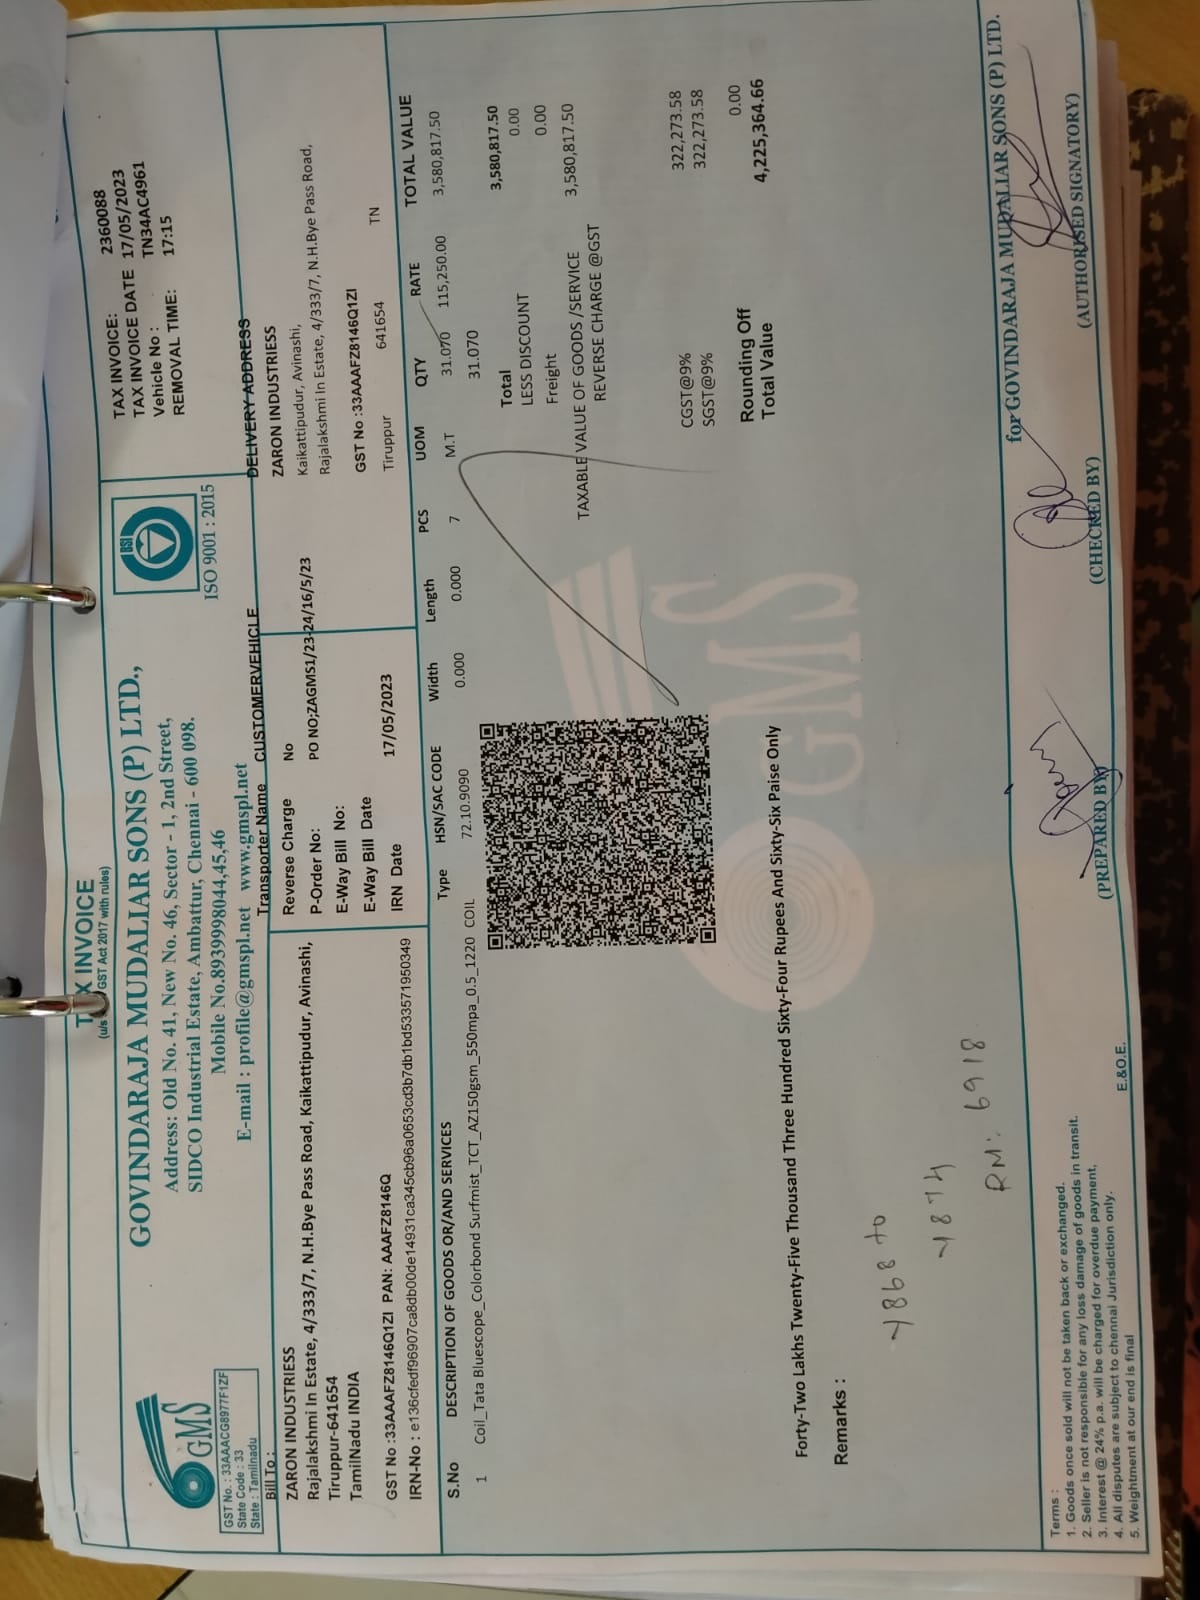 TAX INVOICE
GST Act 2017 with rules)
GMS
GST No. : 33AAACG8977F1ZF
State Code : 33
State : Tamilnadu
GOVINDARAJA MUDALIAR SONS (P) LTD.,
Address: Old No. 41, New No. 46, Sector - 1, 2nd Street,
SIDCO Industrial Estate, Ambattur, Chennai - 600 098.
Mobile No.8939998044,45,46
E-mail : profile@gmspl.net www.gmspl.net
BSI
ISO 9001 : 2015
TAX INVOICE: 2360088
TAX INVOICE DATE 17/05/2023
Vehicle No : TN34AC4961
REMOVAL TIME: 17:15
Bill To :
ZARON INDUSTRIESS
Rajalakshmi In Estate, 4/333/7, N.H.Bye Pass Road, Kaikattipudur, Avinashi,
Tiruppur-641654
TamilNadu INDIA
GST No :33AAAFZ8146Q1ZI PAN: AAAFZ8146Q
IRN-No : e136cfedf96907ca8db00de14931ca345cb96a0653cd3b7db1bd533571950349
Transporter Name CUSTOMERVEHICLE
Reverse Charge No
P-Order No: PO NO;ZAGMS1/23-24/16/5/23
E-Way Bill No:
E-Way Bill Date
IRN Date 17/05/2023
DELIVERY ADDRESS
ZARON INDUSTRIESS
Kaikattipudur, Avinashi,
Rajalakshmi In Estate, 4/333/7, N.H.Bye Pass Road,
GST No :33AAAFZ8146Q1ZI
Tiruppur 641654 TN
S.No DESCRIPTION OF GOODS OR/AND SERVICES Type HSN/SAC CODE Width Length PCS UOM QTY RATE TOTAL VALUE
1 Coil_Tata Bluescope_Colorbond Surfmist_TCT_AZ150gsm_550mpa_0.5_1220 COIL 72.10.9090 0.000 0.000 7 M.T 31.070 115,250.00 3,580,817.50
31.070
Total 3,580,817.50
LESS DISCOUNT 0.00
Freight 0.00
TAXABLE VALUE OF GOODS /SERVICE 3,580,817.50
REVERSE CHARGE @GST
CGST@9% 322,273.58
SGST@9% 322,273.58
Rounding Off 0.00
Total Value 4,225,364.66
GMS
Forty-Two Lakhs Twenty-Five Thousand Three Hundred Sixty-Four Rupees And Sixty-Six Paise Only
Remarks :
4868 to
4874
RM: 6918
for GOVINDARAJA MUDALIAR SONS (P) LTD.
Terms :
1. Goods once sold will not be taken back or exchanged.
2. Seller is not responsible for any loss damage of goods in transit.
3. Interest @ 24% p.a. will be charged for overdue payment,
4. All disputes are subject to chennai Jurisdiction only.
5. Weightment at our end is final
E.&O.E.
(PREPARED BY)
(CHECKED BY)
(AUTHORISED SIGNATORY)